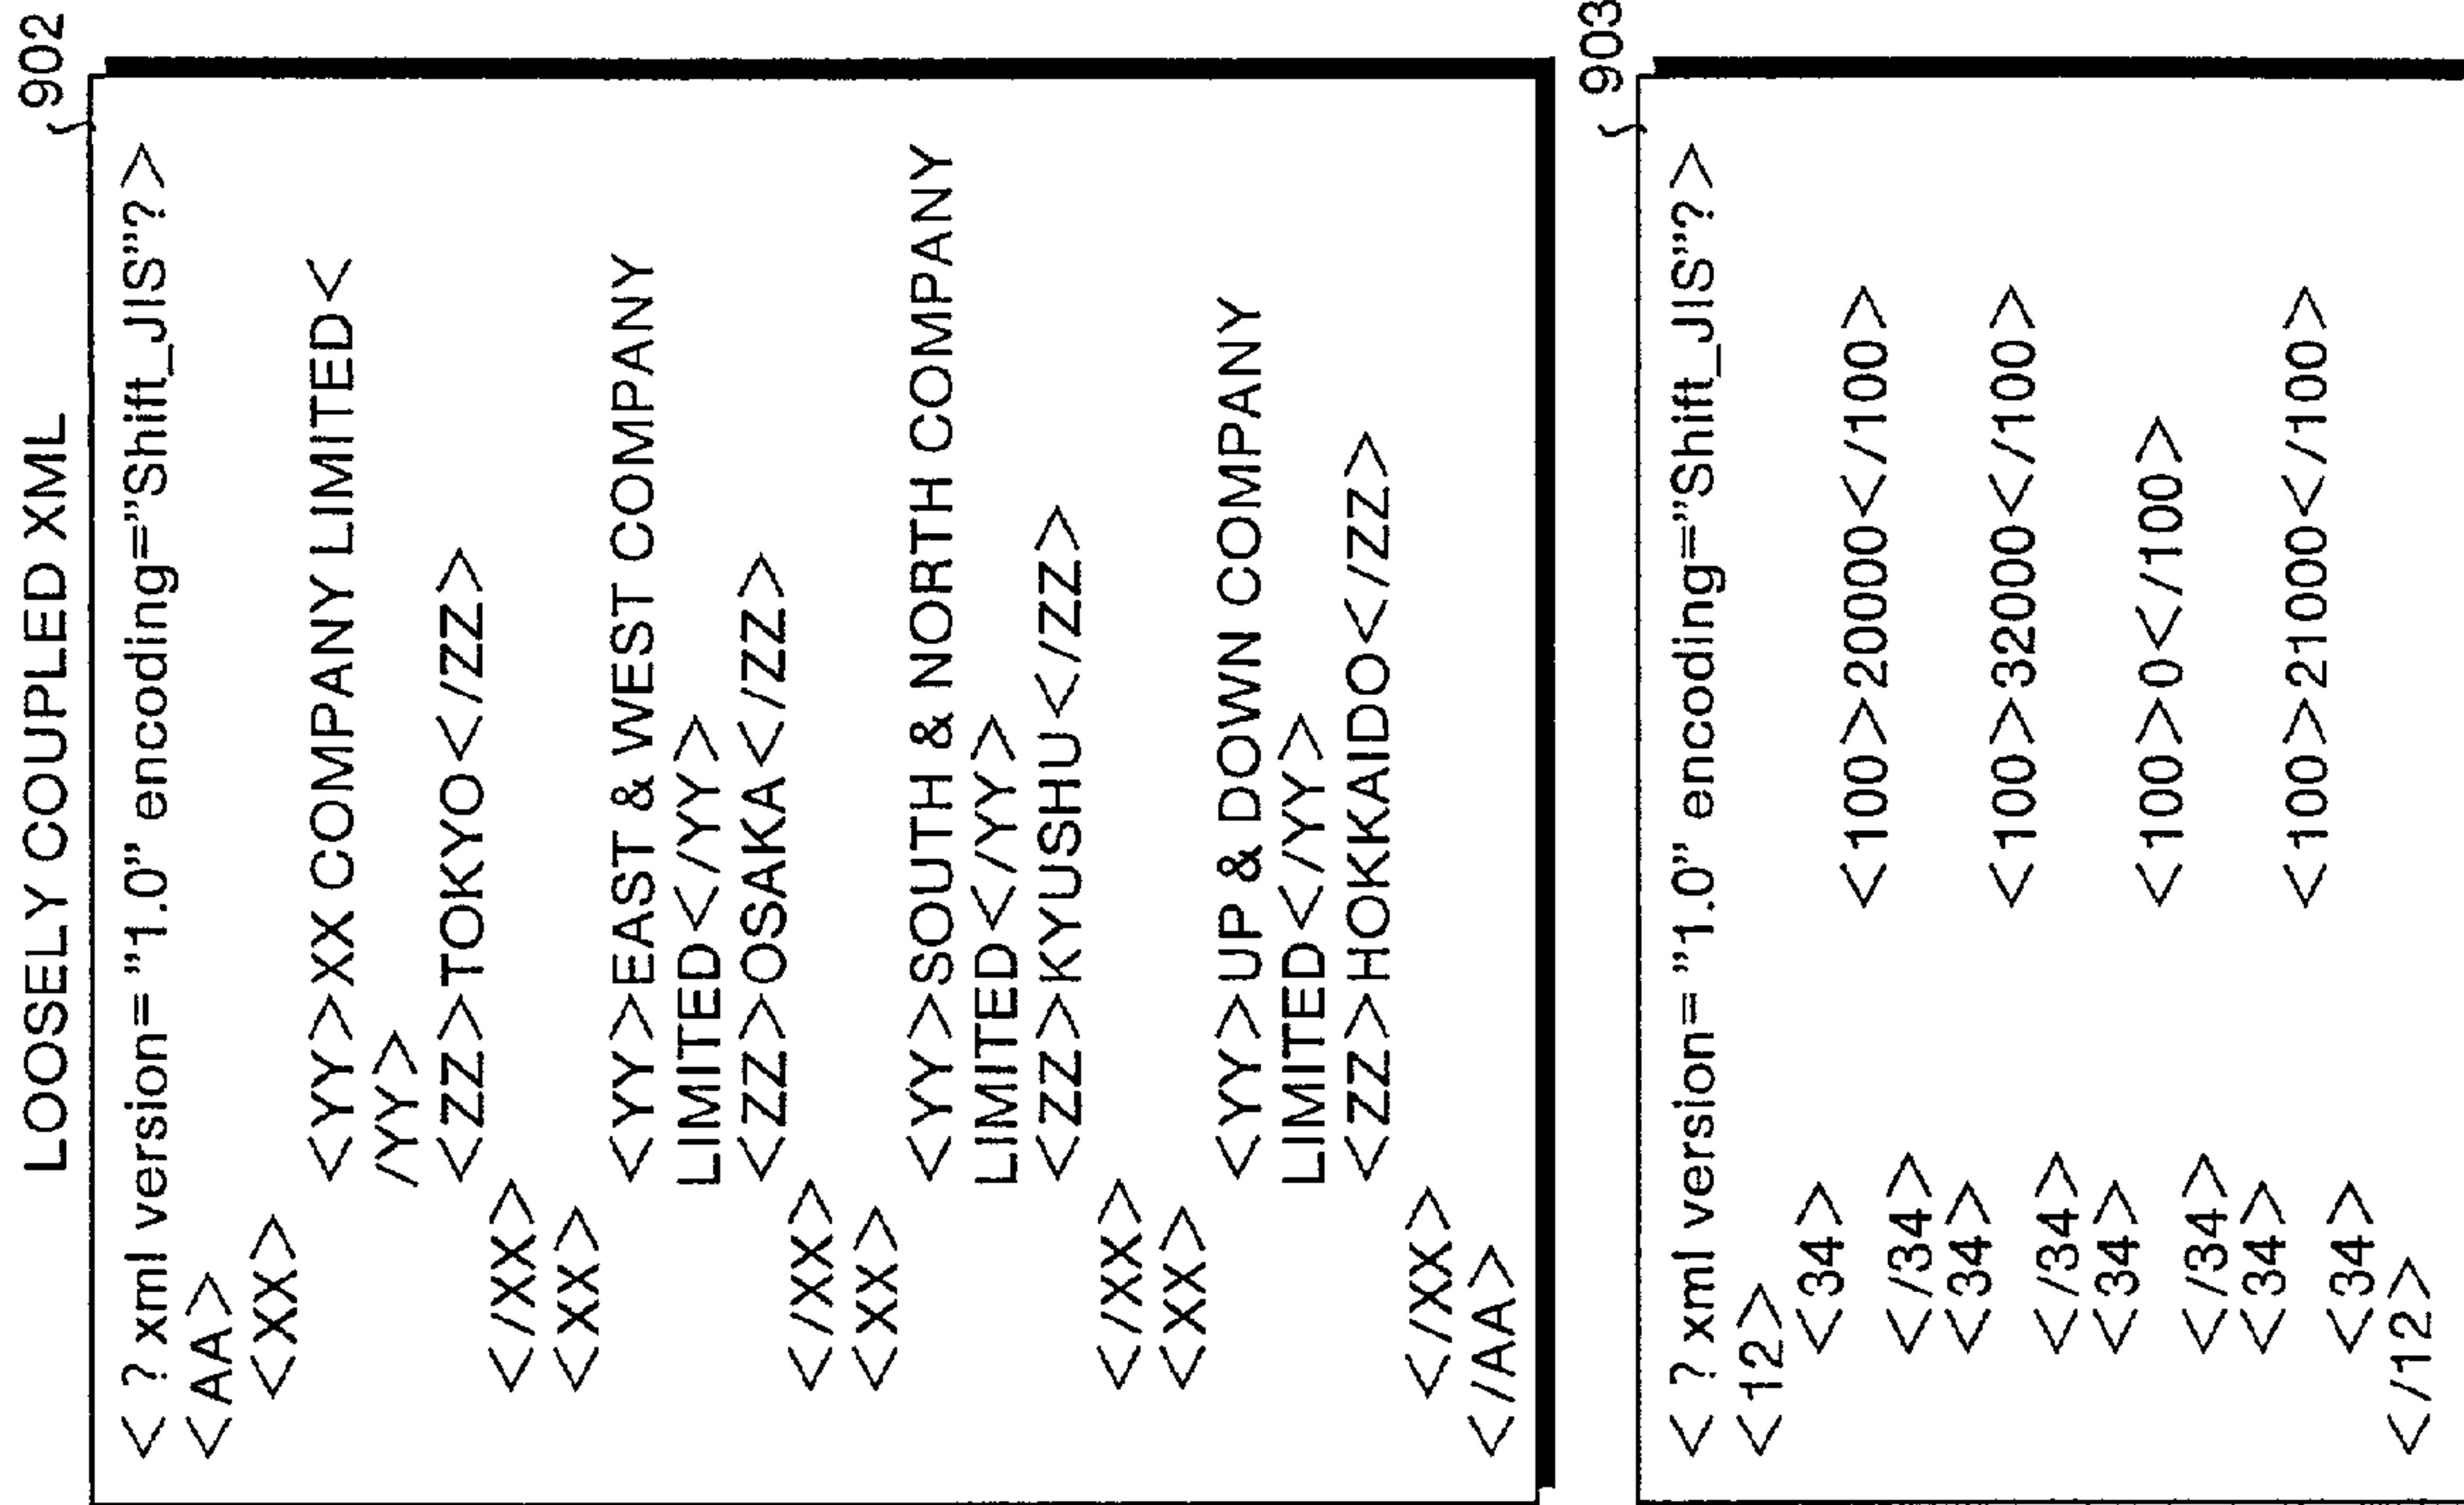 LOOSELY COUPLED XML
902
< ? xml version= "1.0" encoding="Shift_JIS"? >
<AA>
<XX>
<YY>XX COMPANY LIMITED<
/YY>
<ZZ>TOKYO</ZZ>
</XX>
<XX>
<YY>EAST & WEST COMPANY
LIMITED</YY>
<ZZ>OSAKA</ZZ>
</XX>
<XX>
<YY>SOUTH & NORTH COMPANY
LIMITED</YY>
<ZZ>KYUSHU</ZZ>
</XX>
<XX>
<YY>UP & DOWN COMPANY
LIMITED</YY>
<ZZ>HOKKAIDO</ZZ>
</XX>
</AA>
903
< ? xml version= "1.0" encoding="Shift_JIS"? >
<12>
<34>
<100>20000</100>
</34>
<34>
<100>32000</100>
</34>
<34>
<100>0</100>
</34>
<34>
<100>21000</100>
<34>
</12>